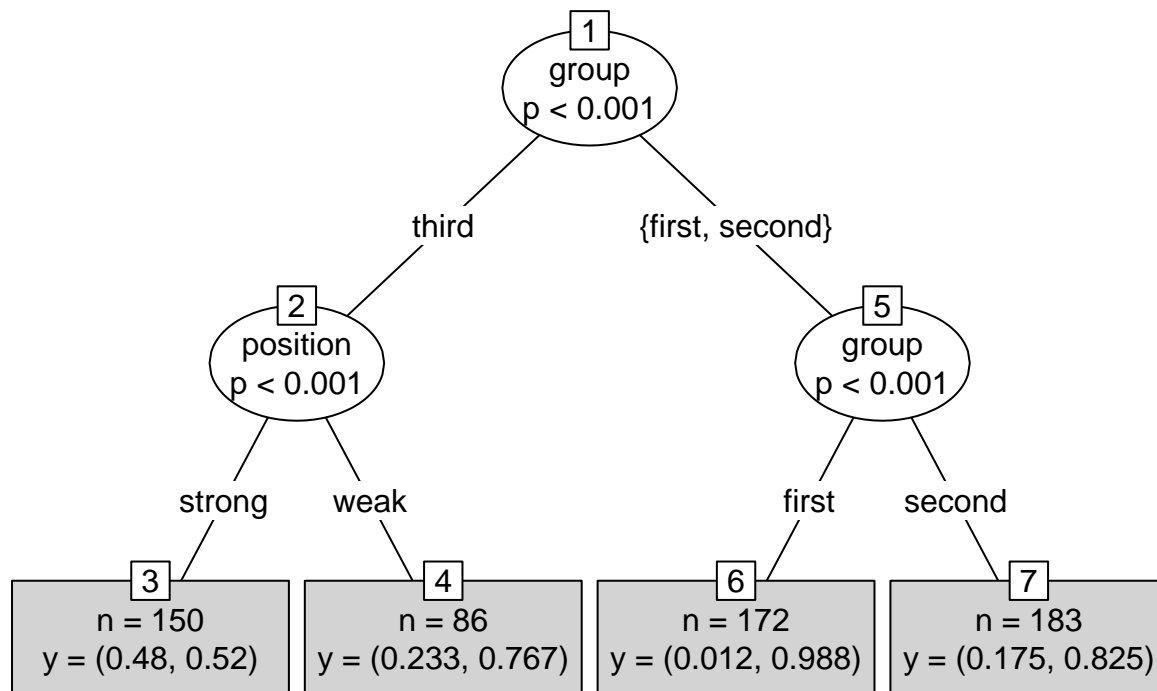 1
group
p < 0.001
third
{first, second}
2
position
p < 0.001
5
group
p < 0.001
strong
weak
first
second
3
n = 150
y = (0.48, 0.52)
4
n = 86
y = (0.233, 0.767)
6
n = 172
y = (0.012, 0.988)
7
n = 183
y = (0.175, 0.825)